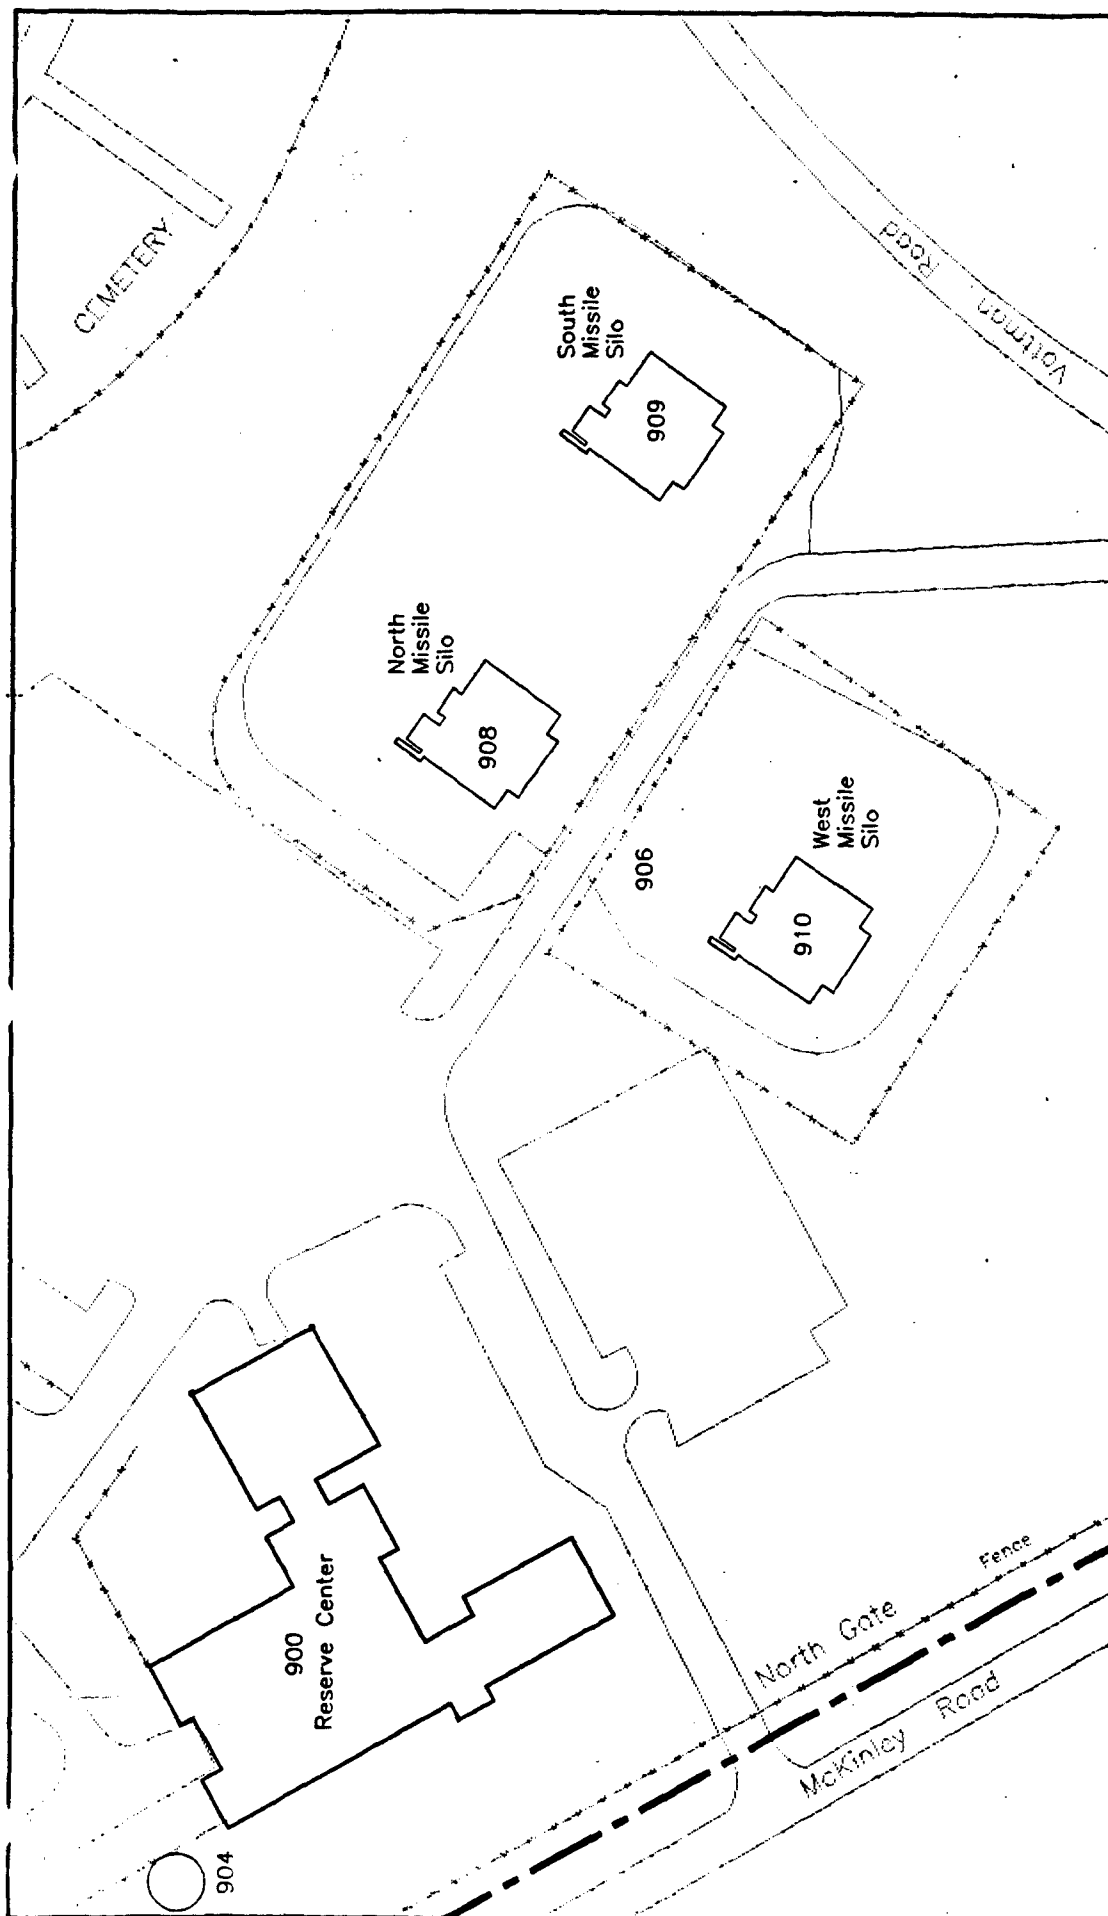 CEMETERY
Vattman Road
South
Missile
Silo
909
North
Missile
Silo
908
906
West
Missile
Silo
910
900
Reserve Center
904
North Gate
Fence
McKinley Road